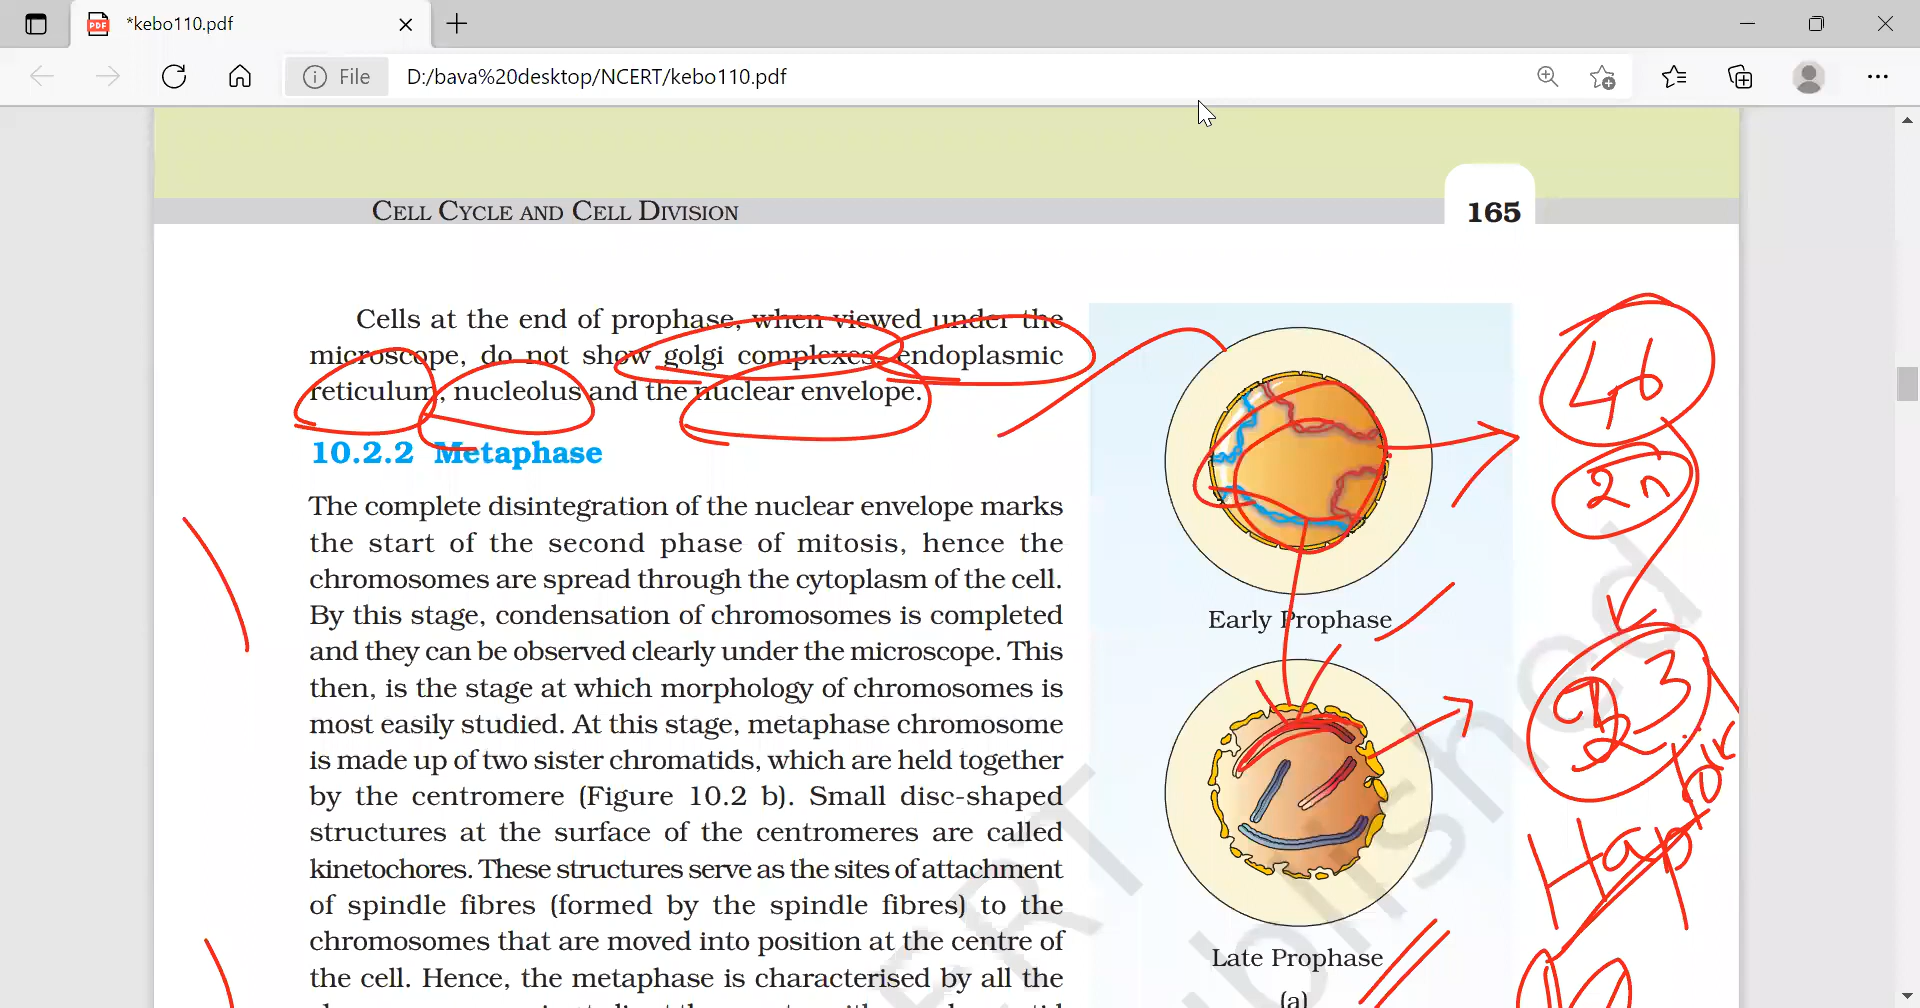 *kebo110.pdf
File
D:/bava%20desktop/NCERT/kebo110.pdf
CELL CYCLE AND CELL DIVISION
165
Cells at the end of prophase, when viewed under the
microscope, do not show golgi complexes, endoplasmic
reticulum, nucleolus and the nuclear envelope.
10.2.2 Metaphase
The complete disintegration of the nuclear envelope marks
the start of the second phase of mitosis, hence the
chromosomes are spread through the cytoplasm of the cell.
By this stage, condensation of chromosomes is completed
and they can be observed clearly under the microscope. This
then, is the stage at which morphology of chromosomes is
most easily studied. At this stage, metaphase chromosome
is made up of two sister chromatids, which are held together
by the centromere (Figure 10.2 b). Small disc-shaped
structures at the surface of the centromeres are called
kinetochores. These structures serve as the sites of attachment
of spindle fibres (formed by the spindle fibres) to the
chromosomes that are moved into position at the centre of
the cell. Hence, the metaphase is characterised by all the
Early Prophase
Late Prophase
(a)
46
2n